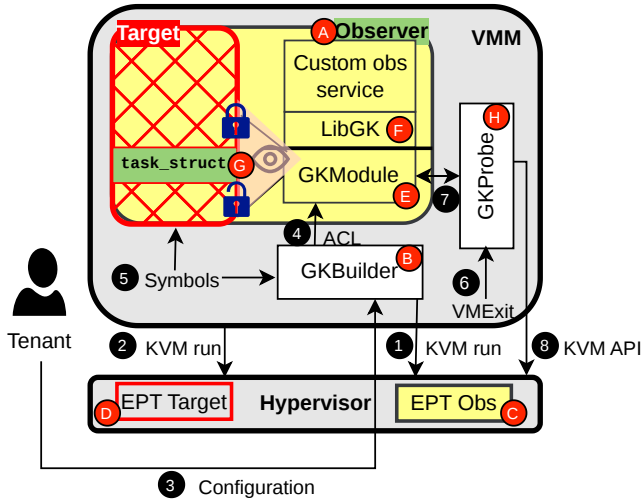 Target
A
Observer
VMM
Custom obs
service
H
LibGK
F
task_struct
G
GKModule
E
GKProbe
7
4
ACL
B
5
Symbols
GKBuilder
6
VMExit
Tenant
2
KVM run
1
KVM run
8
KVM API
D
EPT Target
Hypervisor
EPT Obs
C
3
Configuration